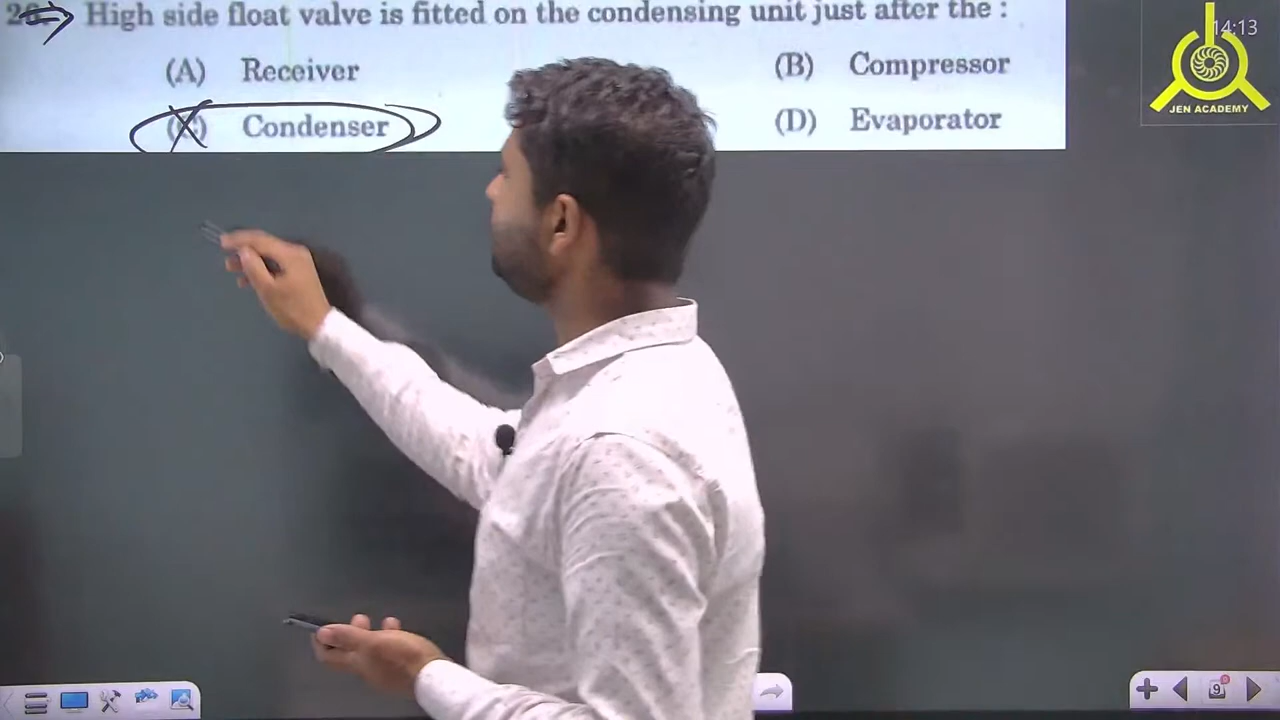 High side float valve is fitted on the condensing unit just after the :
(A) Receiver
(B) Compressor
Condenser
(D) Evaporator
14:13
JEN ACADEMY
9